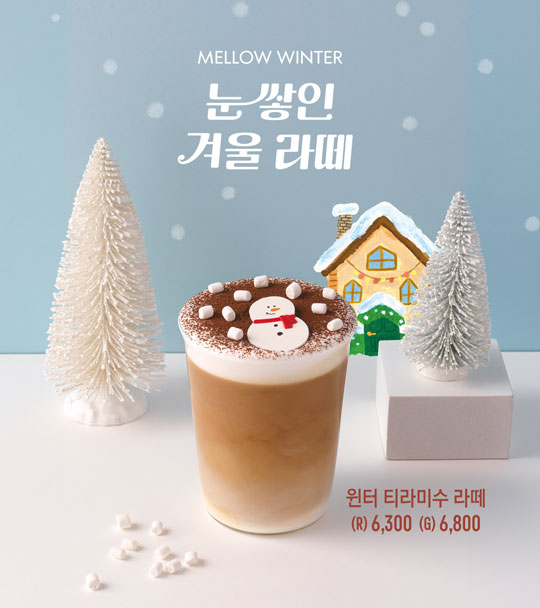 MELLOW WINTER
눈 쌓인
겨울 라떼
윈터 티라미수 라떼
(R) 6,300 (G) 6,800